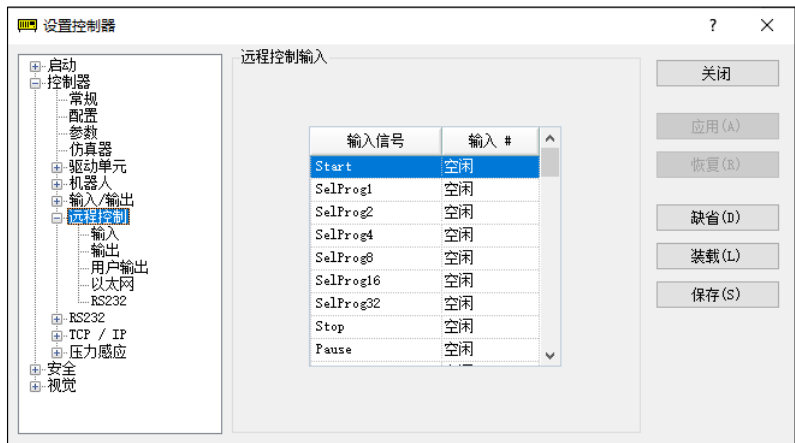 设置控制器
?
启动
控制器
常规
配置
参数
仿真器
驱动单元
机器人
输入/输出
远程控制
输入
输出
用户输出
以太网
RS232
RS232
TCP / IP
压力感应
安全
视觉
远程控制输入
输入信号 输入 #
Start 空闲
SelProg1 空闲
SelProg2 空闲
SelProg4 空闲
SelProg8 空闲
SelProg16 空闲
SelProg32 空闲
Stop 空闲
Pause 空闲
关闭
应用(A)
恢复(R)
缺省(D)
装载(L)
保存(S)